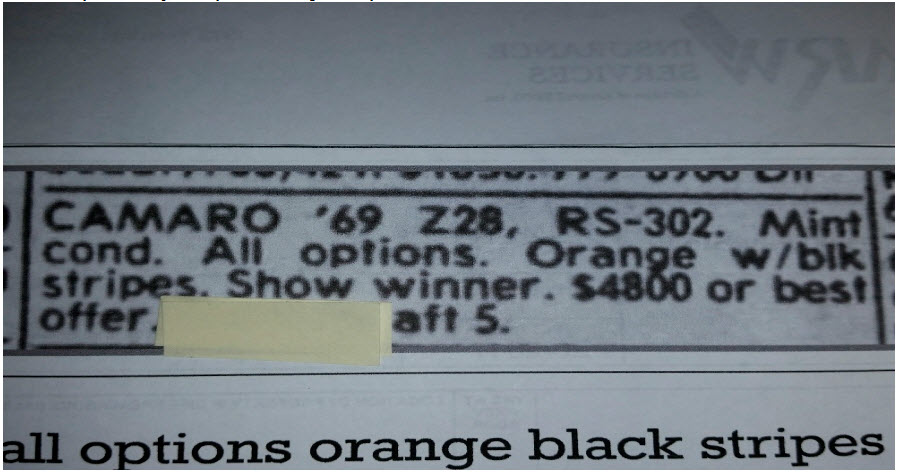 INSURANCE
SERVICES
CAMARO '69 Z28, RS-302. Mint
cond. All options. Orange w/blk
stripes. Show winner. $4800 or best
offer. aft 5.
all options orange black stripes